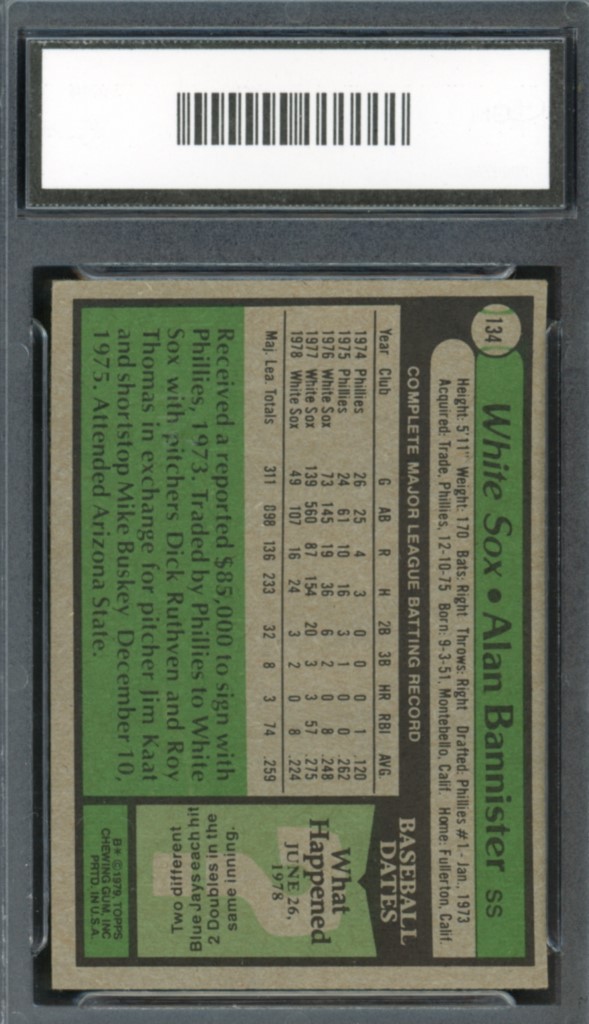 134
White Sox • Alan Bannister SS
Height: 5'11" Weight: 170 Bats: Right Throws: Right Drafted: Phillies #1 - Jan., 1973
Acquired: Trade, Phillies, 12-10-75 Born: 9-3-51, Montebello, Calif. Home: Fullerton, Calif.
COMPLETE MAJOR LEAGUE BATTING RECORD
Year Club G AB R H 2B 3B HR RBI AVG.
1974 Phillies 26 25 4 3 0 0 0 1 .120
1975 Phillies 24 61 10 16 3 1 0 0 .262
1976 White Sox 73 145 19 36 6 2 0 8 .248
1977 White Sox 139 560 87 154 20 3 3 57 .275
1978 White Sox 49 107 16 24 3 2 0 8 .224
Maj. Lea. Totals 311 898 136 233 32 8 3 74 .259
Received a reported $85,000 to sign with
Phillies, 1973. Traded by Phillies to White
Sox with pitchers Dick Ruthven and Roy
Thomas in exchange for pitcher Jim Kaat
and shortstop Mike Buskey December 10,
1975. Attended Arizona State.
BASEBALL
DATES
What
Happened
JUNE 26,
1978
?
Two different
Blue Jays each hit
2 Doubles in the
same inning.
B* ©1979, TOPPS
CHEWING GUM, INC
PRTD. IN U.S.A.